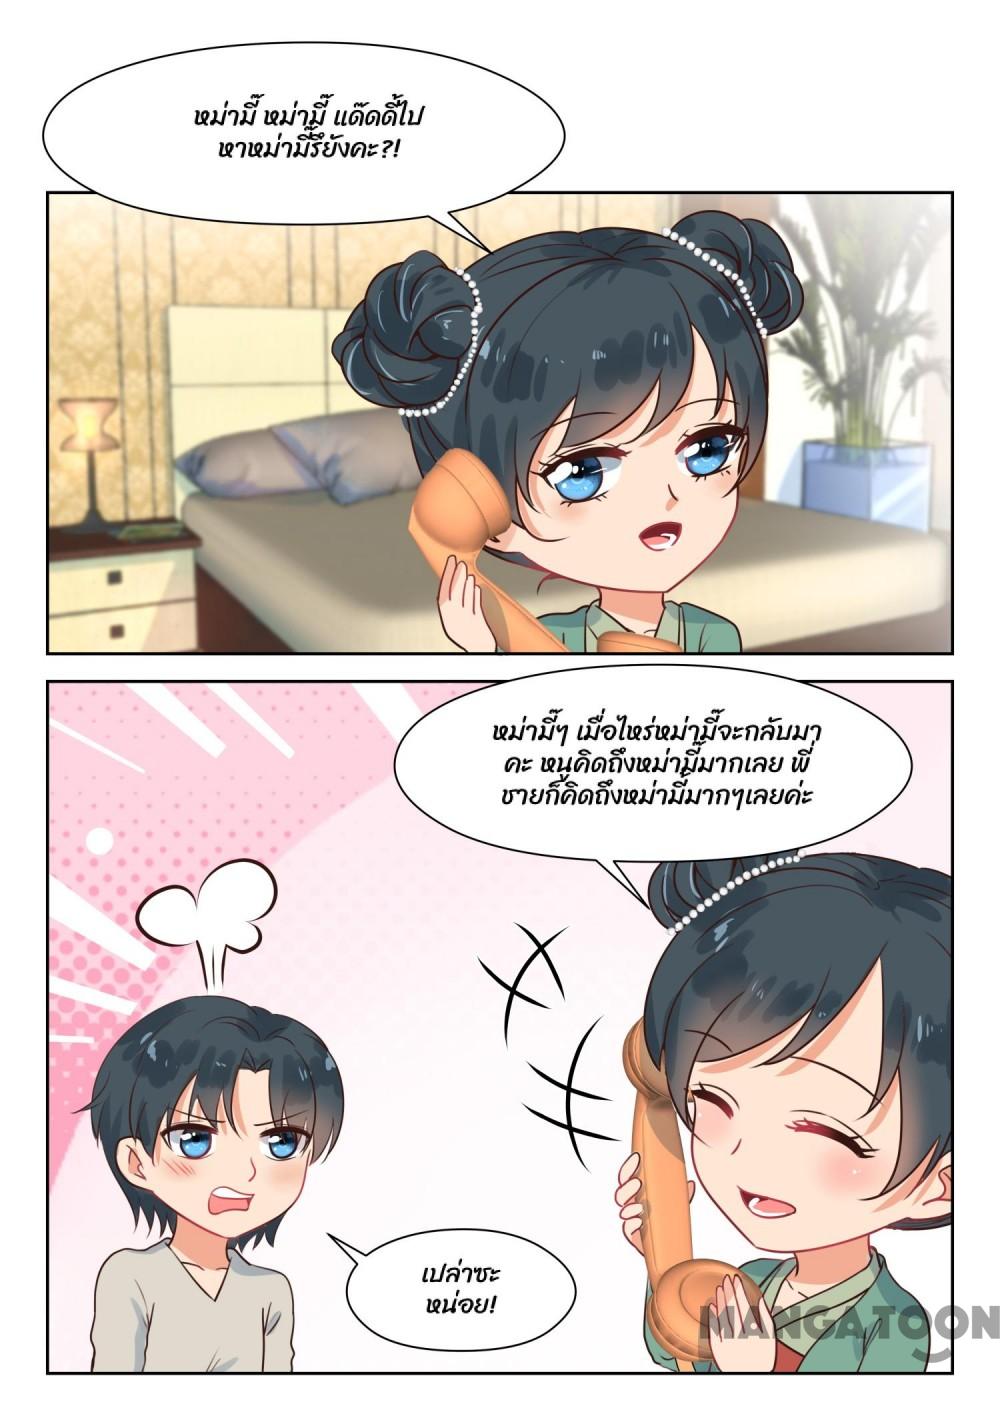 หม่ามี๊ หม่ามี๊ แด๊ดดี้ไป
หาหม่ามี๊รึยังคะ?!
หม่ามี๊ๆ เมื่อไหร่หม่ามี๊จะกลับมา
คะ หนูคิดถึงหม่ามี๊มากเลย พี่
ชายก็คิดถึงหม่ามี๊มากๆเลยค่ะ
เปล่าซะ
หน่อย!
MANGATOON